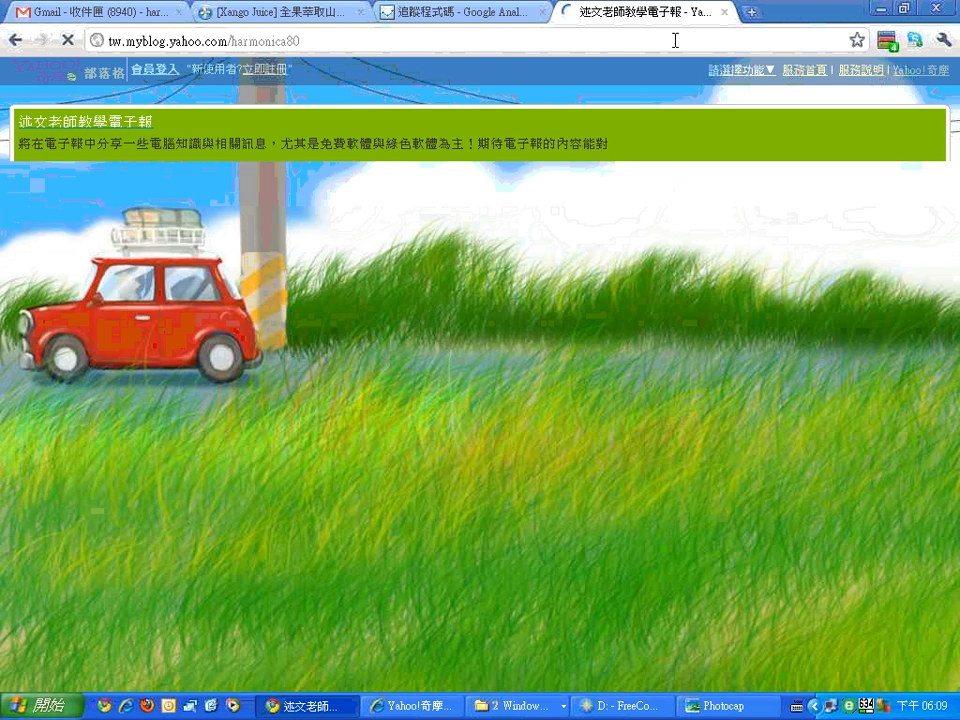 Gmail - 收件匣 (8940) - har...
[Xango Juice] 全果萃取山...
追蹤程式碼 - Google Anal...
述文老師教學電子報 - Ya...
tw.myblog.yahoo.com/harmonica80
YAHOO! 部落格 會員登入 "新使用者?立即註冊" 請選擇功能▼ 服務首頁 | 服務說明 | Yahoo!奇摩
述文老師教學電子報
將在電子報中分享一些電腦知識與相關訊息，尤其是免費軟體與綠色軟體為主！期待電子報的內容能對
開始 述文老師... Yahoo!奇摩... 2 Window... D: - FreeCo... Photocap 下午 06:09